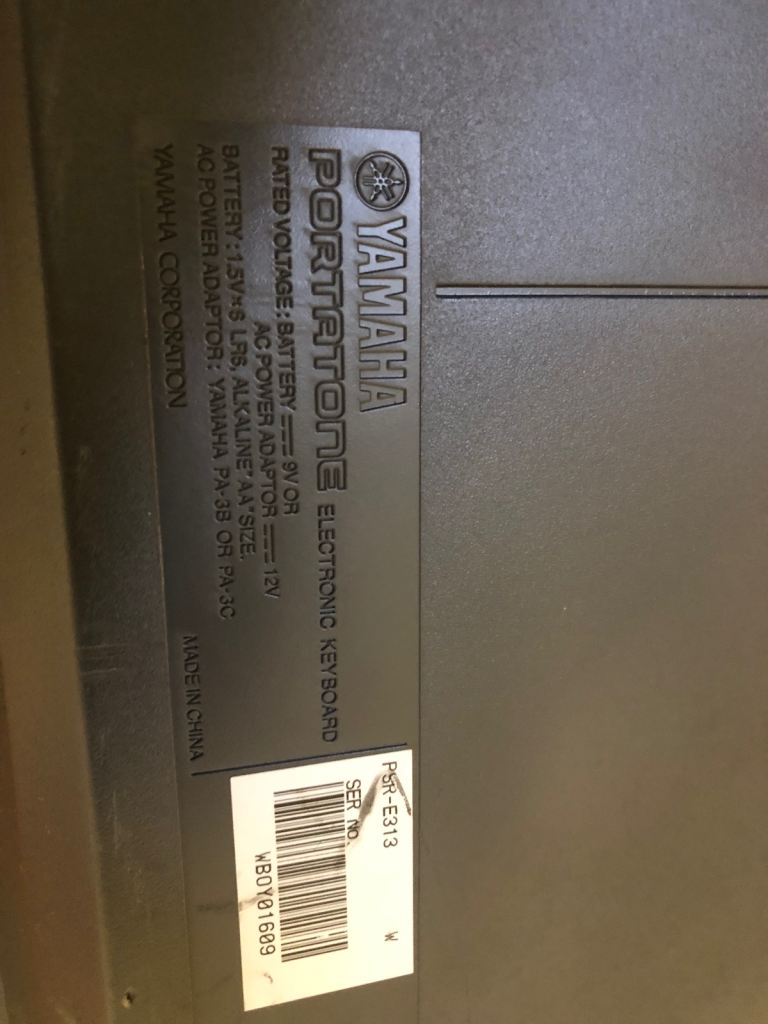 YAMAHA
PORTATONE ELECTRONIC KEYBOARD
RATED VOLTAGE : BATTERY ⎓ 9V OR
AC POWER ADAPTOR ⎓ 12V
BATTERY : 1.5V×6 LR6, ALKALINE "AA" SIZE.
AC POWER ADAPTOR : YAMAHA PA-3B OR PA-3C
YAMAHA CORPORATION
MADE IN CHINA
PSR-E313 W
SER NO.
WBOY01609